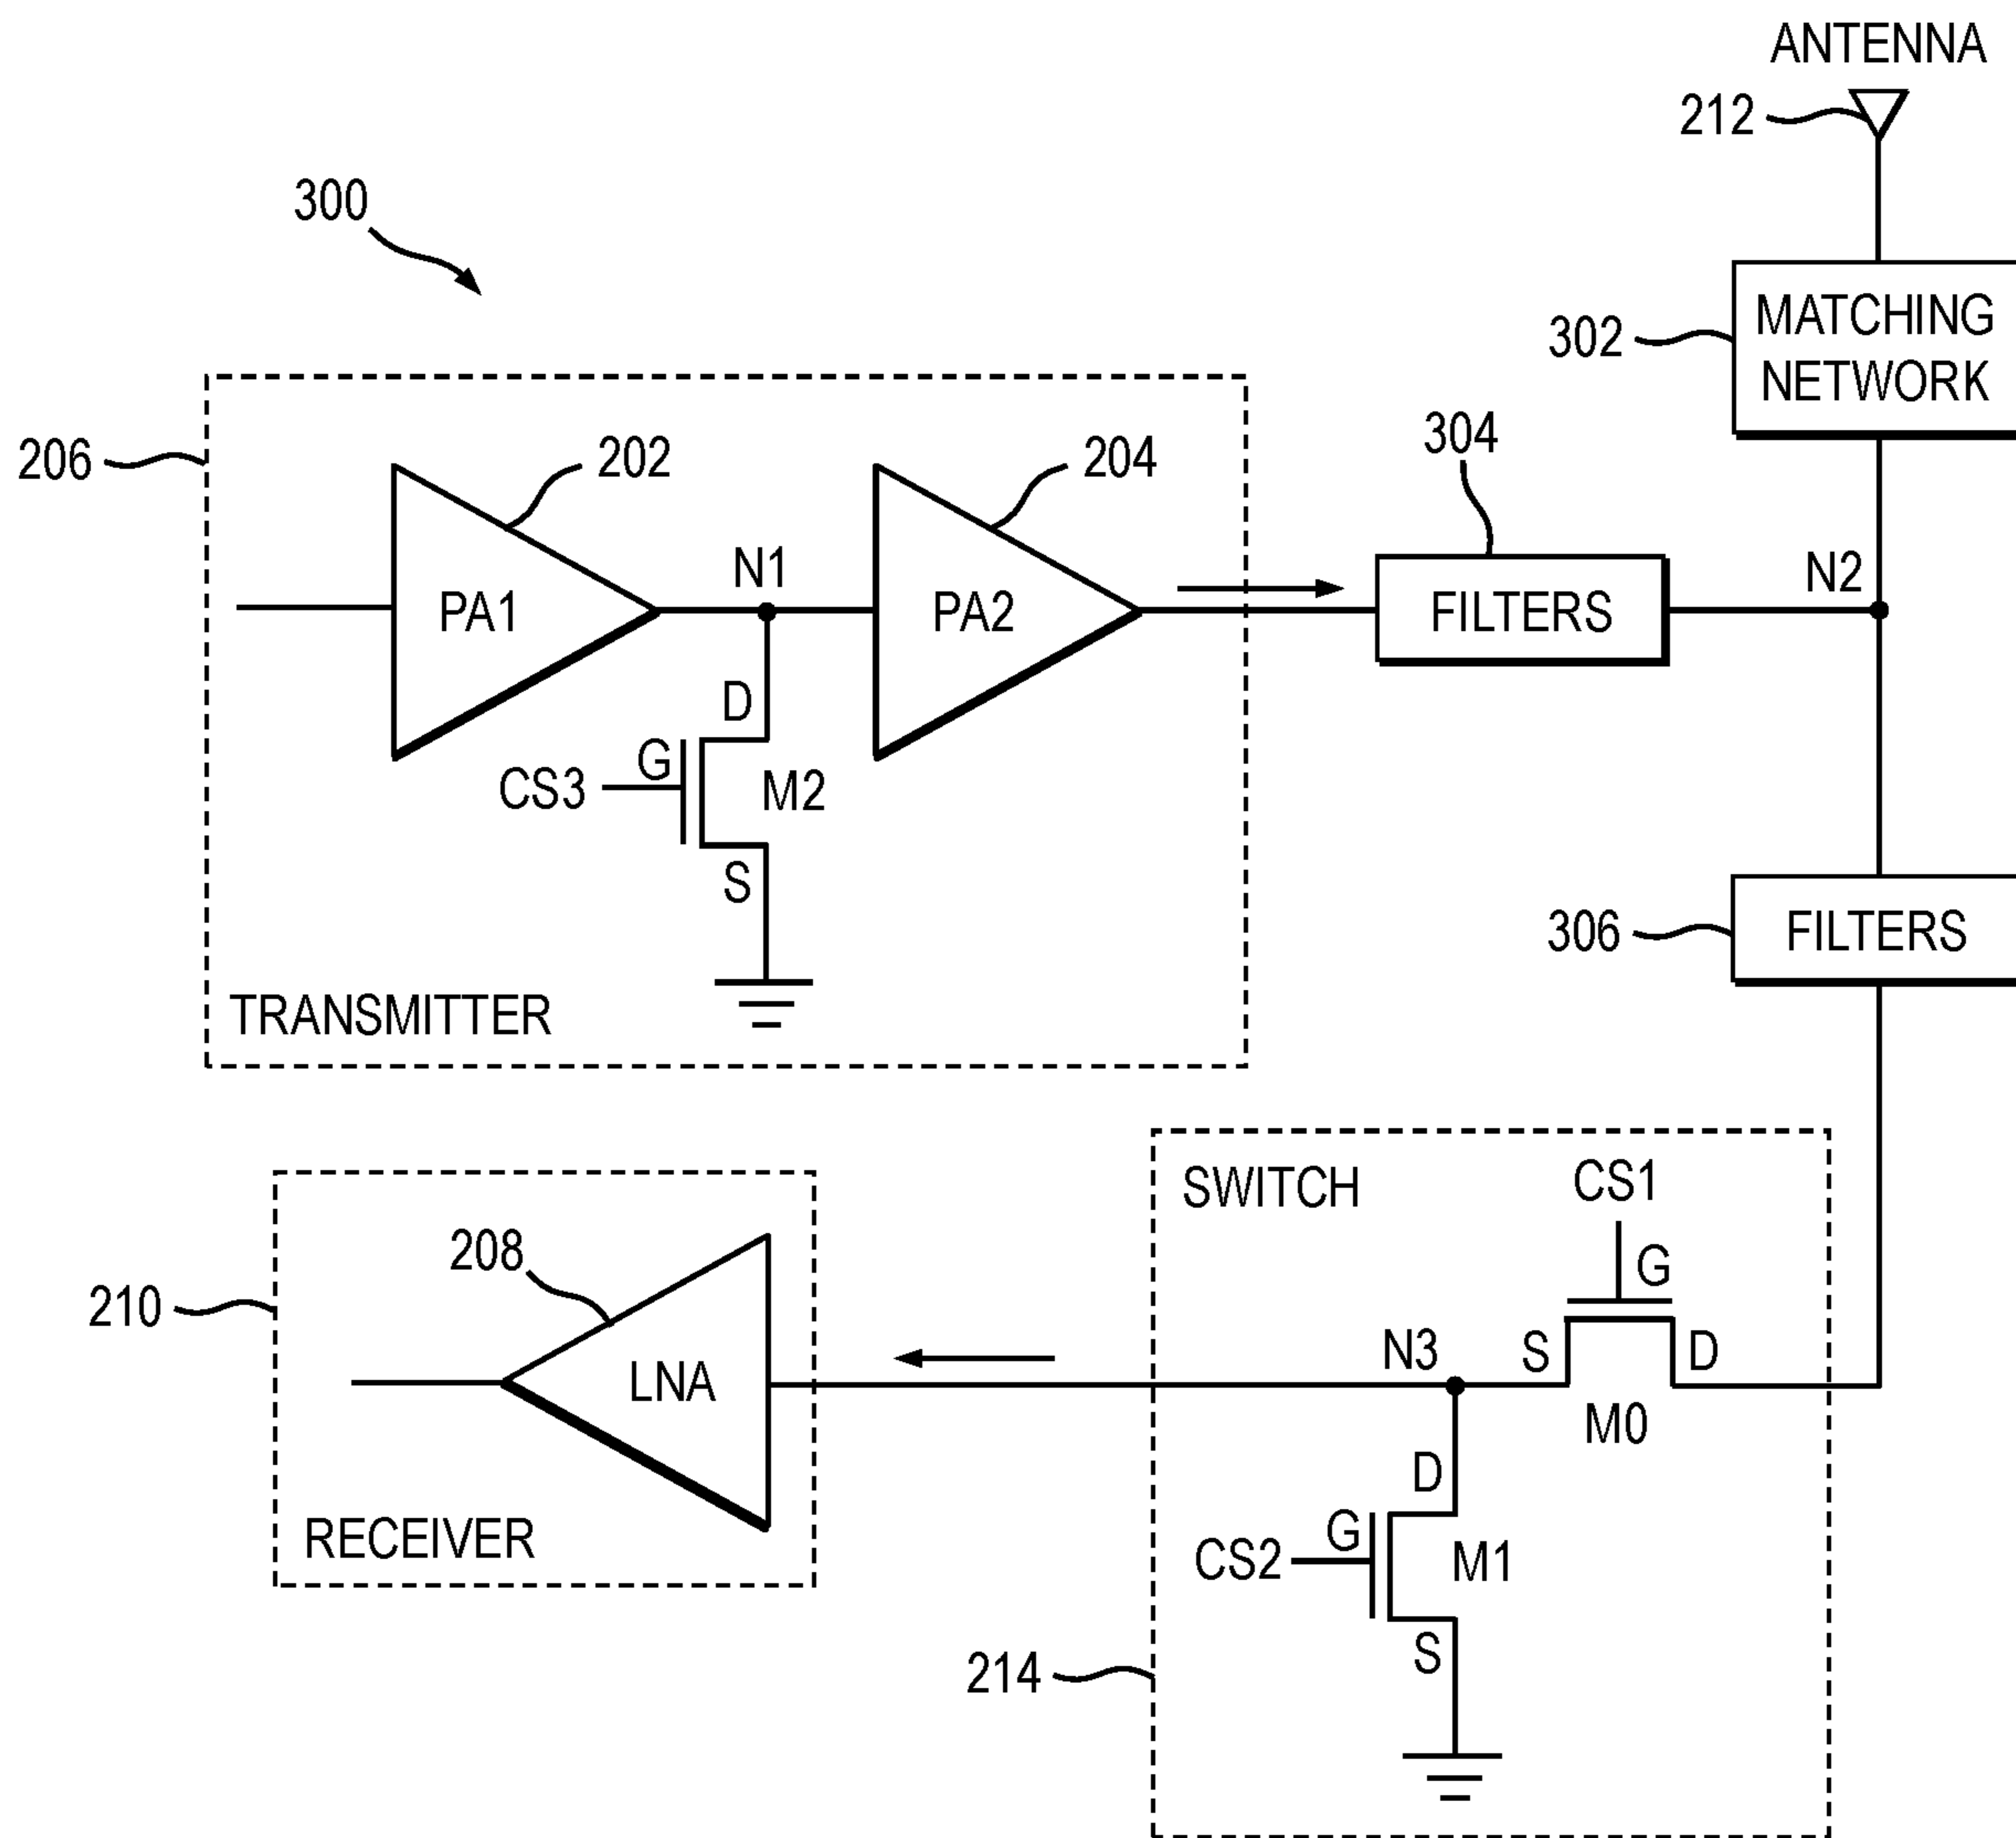 ANTENNA
212
300
302
MATCHING
NETWORK
206
202
204
304
N1
N2
PA1
PA2
FILTERS
D
G
CS3
M2
S
306
FILTERS
TRANSMITTER
SWITCH
CS1
208
G
210
N3
S
D
LNA
M0
D
RECEIVER
G
CS2
M1
S
214